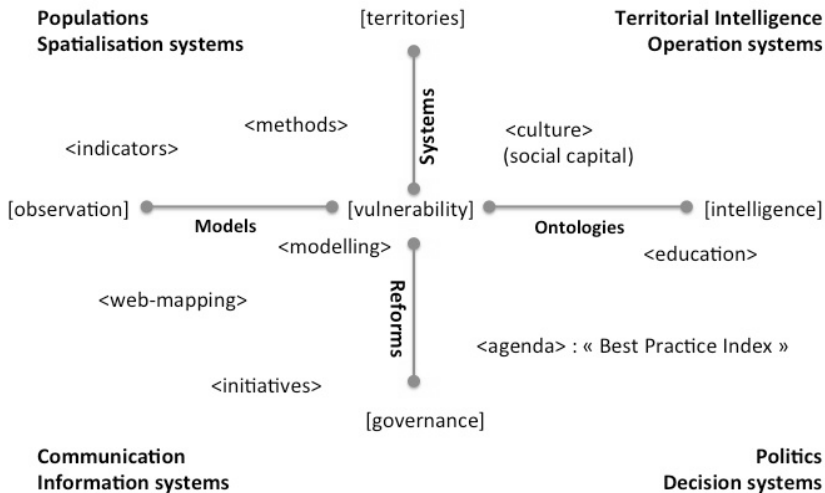 Populations
Spatialisation systems
[territories]
Territorial Intelligence
Operation systems
<methods>
<indicators>
Systems
<culture>
(social capital)
[observation]
Models
[vulnerability]
Ontologies
[intelligence]
<modelling>
<education>
<web-mapping>
Reforms
<agenda> : « Best Practice Index »
<initiatives>
[governance]
Communication
Information systems
Politics
Decision systems